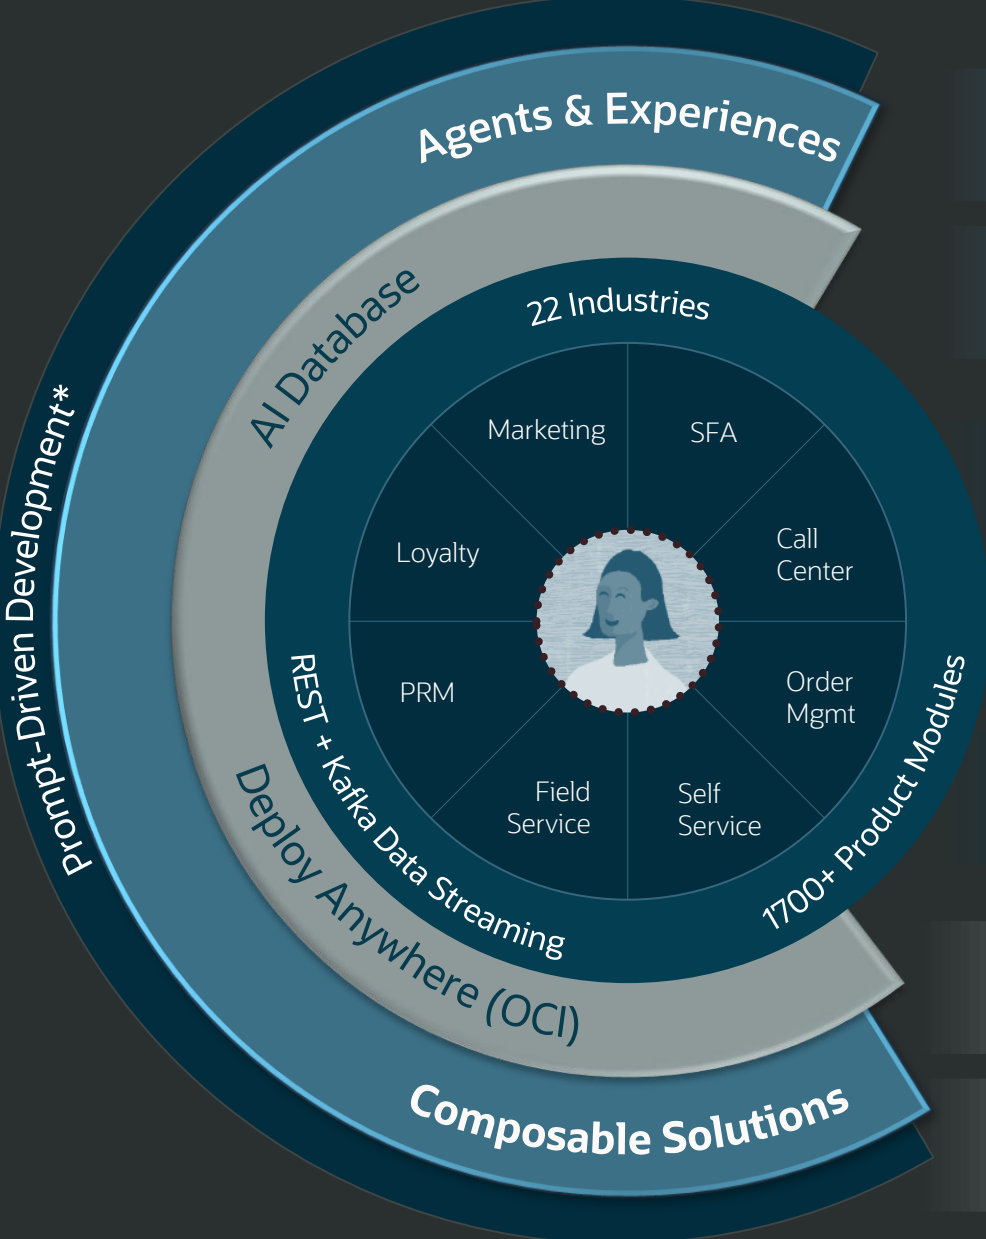 Agents & Experiences
AI Database
22 Industries
Prompt-Driven Development*
Marketing
SFA
Loyalty
Call
Center
PRM
Order
Mgmt
Field
Service
Self
Service
REST + Kafka Data Streaming
1700+ Product Modules
Deploy Anywhere (OCI)
Composable Solutions